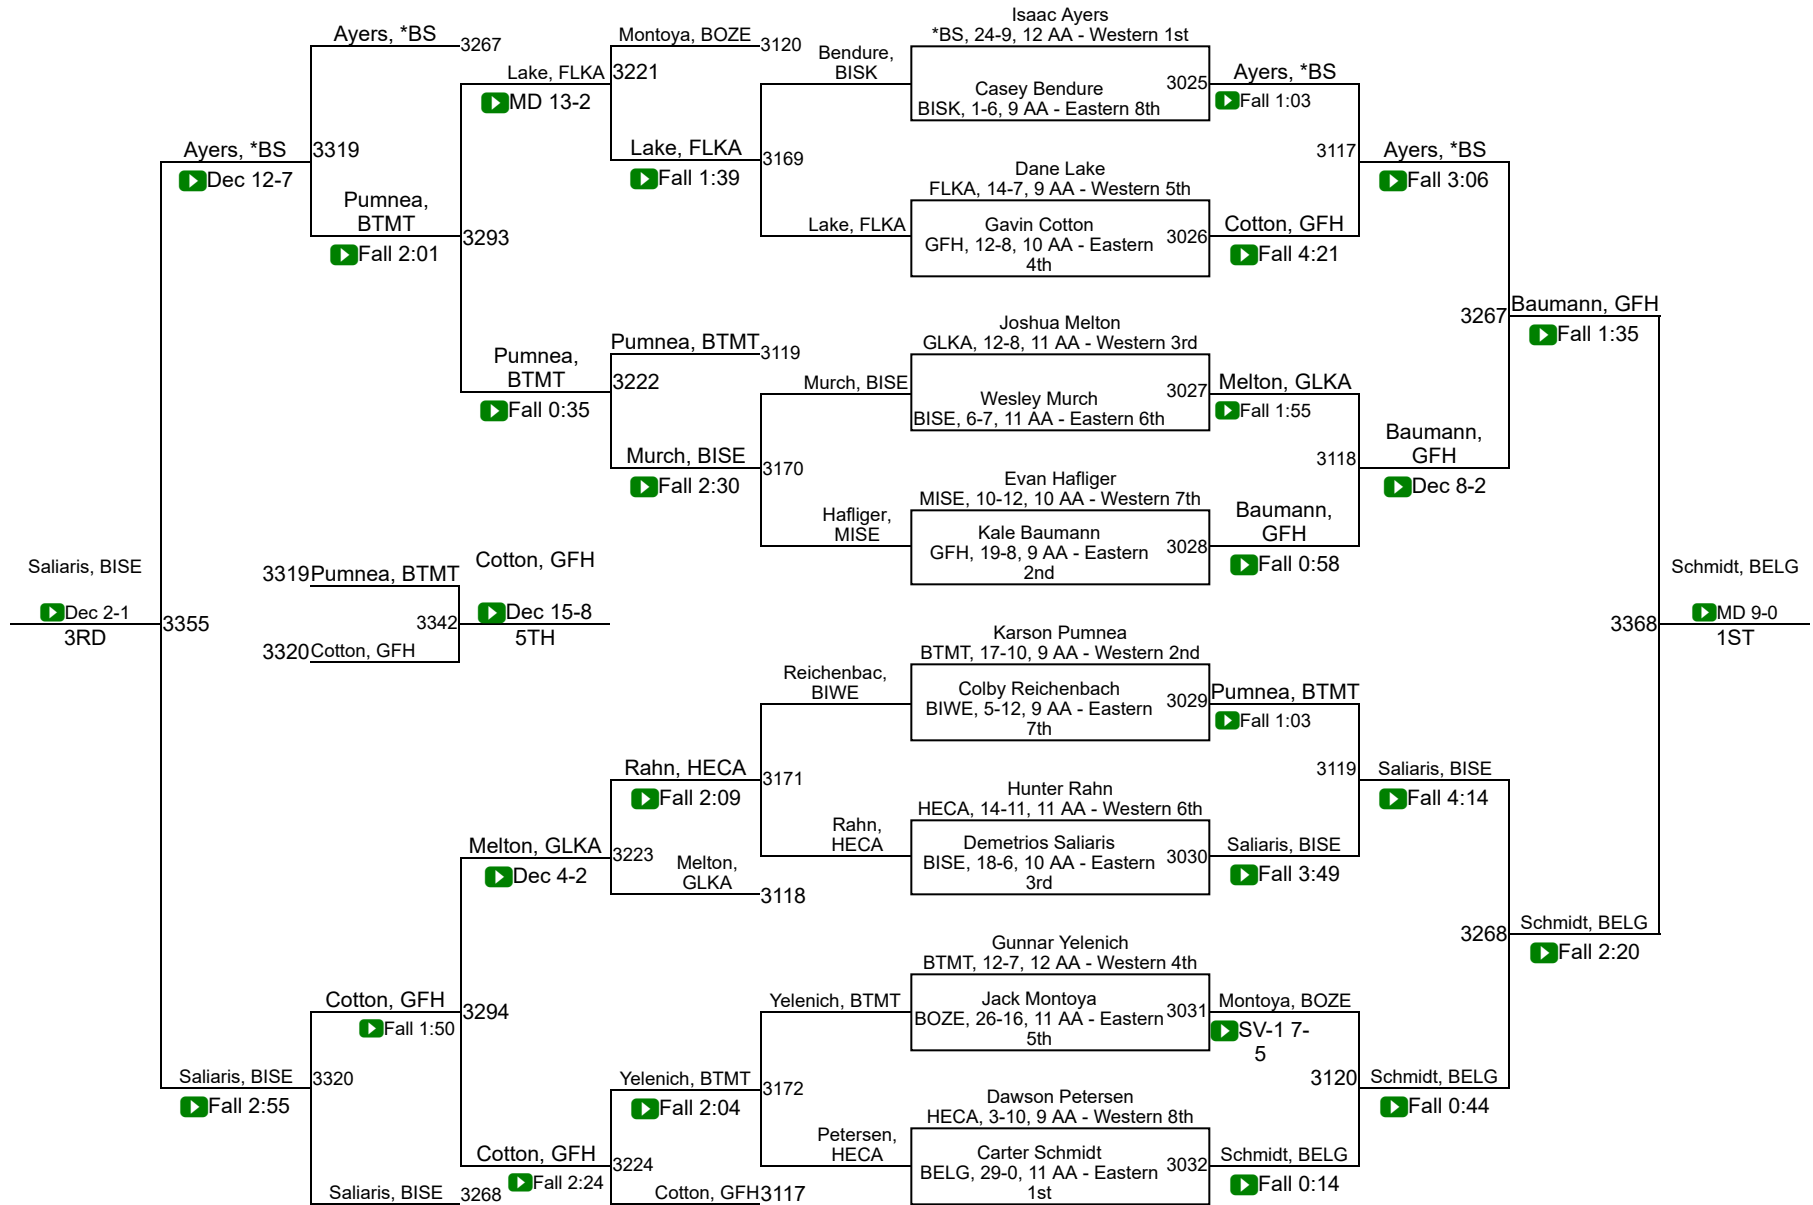 Isaac Ayers
*BS, 24-9, 12 AA - Western 1st
Ayers, *BS
3267
Montoya, BOZE
3120
Bendure,
BISK
Lake, FLKA
3221
MD 13-2
Casey Bendure
BISK, 1-6, 9 AA - Eastern 8th
3025
Ayers, *BS
Fall 1:03
Ayers, *BS
3319
Dec 12-7
Lake, FLKA
3169
Fall 1:39
3117
Ayers, *BS
Fall 3:06
Dane Lake
FLKA, 14-7, 9 AA - Western 5th
Pumnea,
BTMT
3293
Fall 2:01
Lake, FLKA
Gavin Cotton
GFH, 12-8, 10 AA - Eastern
4th
3026
Cotton, GFH
Fall 4:21
3267
Baumann, GFH
Fall 1:35
Joshua Melton
GLKA, 12-8, 11 AA - Western 3rd
Pumnea, BTMT
3119
Pumnea,
BTMT
3222
Fall 0:35
Murch, BISE
Wesley Murch
BISE, 6-7, 11 AA - Eastern 6th
3027
Melton, GLKA
Fall 1:55
Murch, BISE
3170
Fall 2:30
3118
Baumann,
GFH
Dec 8-2
Evan Hafliger
MISE, 10-12, 10 AA - Western 7th
Hafliger,
MISE
Kale Baumann
GFH, 19-8, 9 AA - Eastern
2nd
3028
Baumann,
GFH
Fall 0:58
Saliaris, BISE
Dec 2-1
3RD
3355
3319
Pumnea, BTMT
Cotton, GFH
3342
Dec 15-8
5TH
3320
Cotton, GFH
3368
Schmidt, BELG
MD 9-0
1ST
Karson Pumnea
BTMT, 17-10, 9 AA - Western 2nd
Reichenbac,
BIWE
Colby Reichenbach
BIWE, 5-12, 9 AA - Eastern
7th
3029
Pumnea, BTMT
Fall 1:03
Rahn, HECA
3171
Fall 2:09
3119
Saliaris, BISE
Fall 4:14
Hunter Rahn
HECA, 14-11, 11 AA - Western 6th
Rahn,
HECA
Demetrios Saliaris
BISE, 18-6, 10 AA - Eastern
3rd
3030
Saliaris, BISE
Fall 3:49
Melton, GLKA
3223
Dec 4-2
Melton,
GLKA
3118
3268
Schmidt, BELG
Fall 2:20
Gunnar Yelenich
BTMT, 12-7, 12 AA - Western 4th
Cotton, GFH
3294
Fall 1:50
Yelenich, BTMT
Jack Montoya
BOZE, 26-16, 11 AA - Eastern
5th
3031
Montoya, BOZE
SV-1 7-
5
Saliaris, BISE
3320
Fall 2:55
Yelenich, BTMT
3172
Fall 2:04
3120
Schmidt, BELG
Fall 0:44
Dawson Petersen
HECA, 3-10, 9 AA - Western 8th
Petersen,
HECA
Carter Schmidt
BELG, 29-0, 11 AA - Eastern
1st
3032
Schmidt, BELG
Fall 0:14
Cotton, GFH
3224
Fall 2:24
Saliaris, BISE
3268
Cotton, GFH
3117